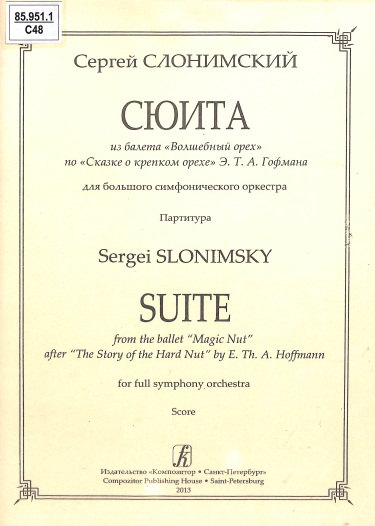 85.951.1
С48
Сергей СЛОНИМСКИЙ
СЮИТА
из балета «Волшебный орех»
по «Сказке о крепком орехе» Э. Т. А. Гофмана
для большого симфонического оркестра
Партитура
Sergei SLONIMSKY
SUITE
from the ballet “Magic Nut”
after “The Story of the Hard Nut” by E. Th. A. Hoffmann
for full symphony orchestra
Score
Издательство «Композитор • Санкт-Петербург»
Compozitor Publishing House • Saint-Petersburg
2013